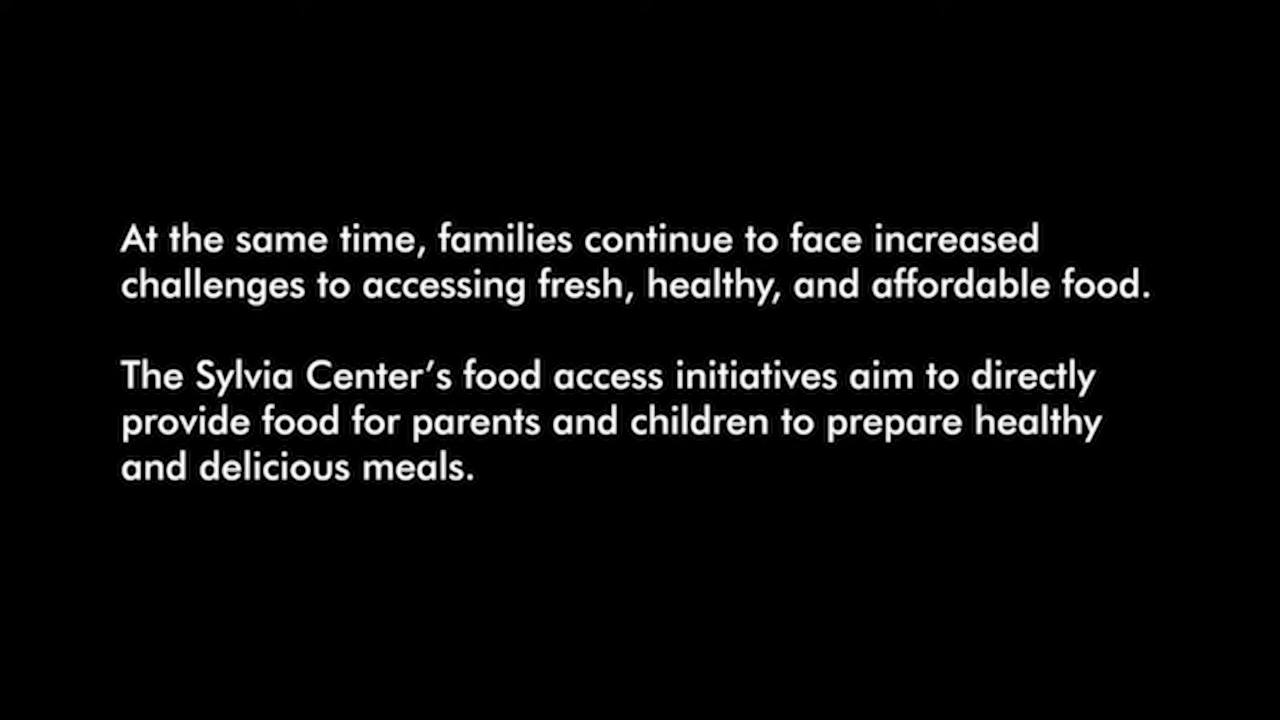 At the same time, families continue to face increased
challenges to accessing fresh, healthy, and affordable food.
The Sylvia Center’s food access initiatives aim to directly
provide food for parents and children to prepare healthy
and delicious meals.